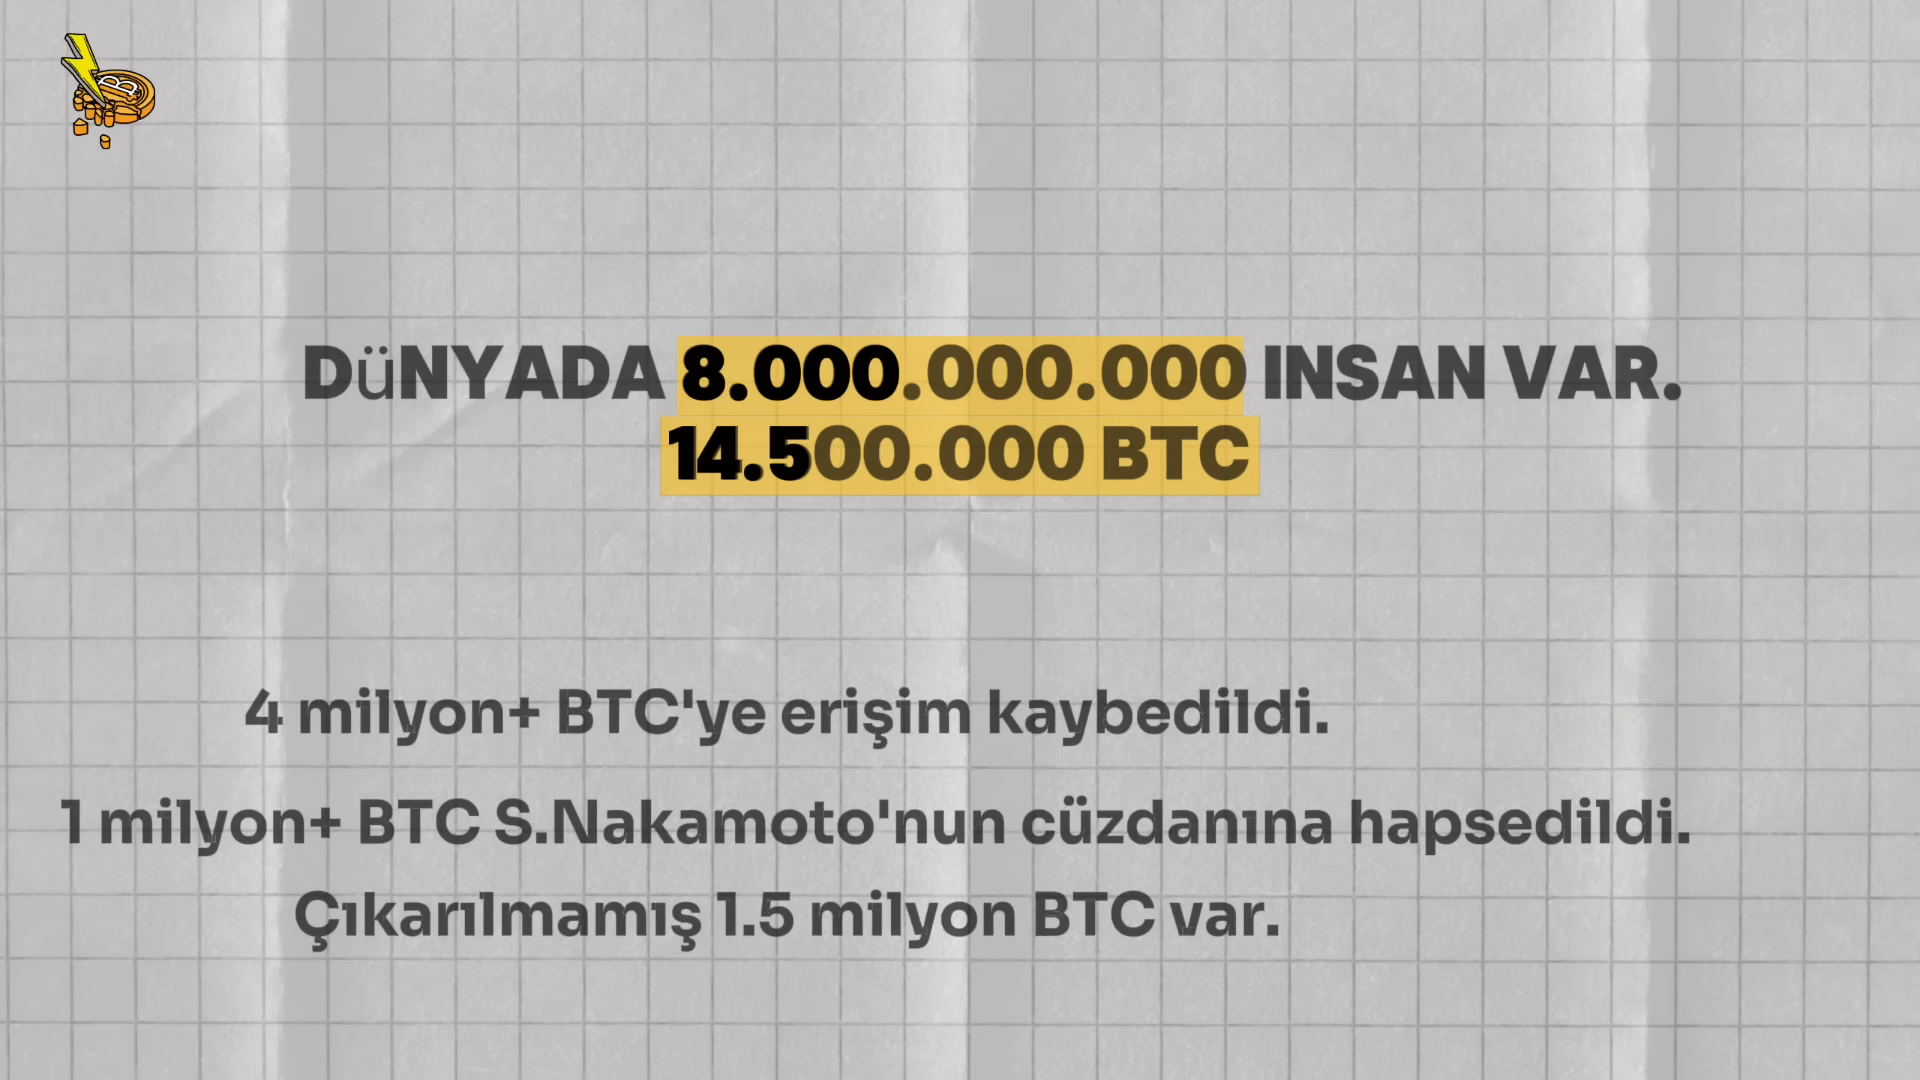 DüNYADA 8.000.000.000 INSAN VAR.
14.500.000 BTC
4 milyon+ BTC'ye erişim kaybedildi.
1 milyon+ BTC S.Nakamoto'nun cüzdanına hapsedildi.
Çıkarılmamış 1.5 milyon BTC var.